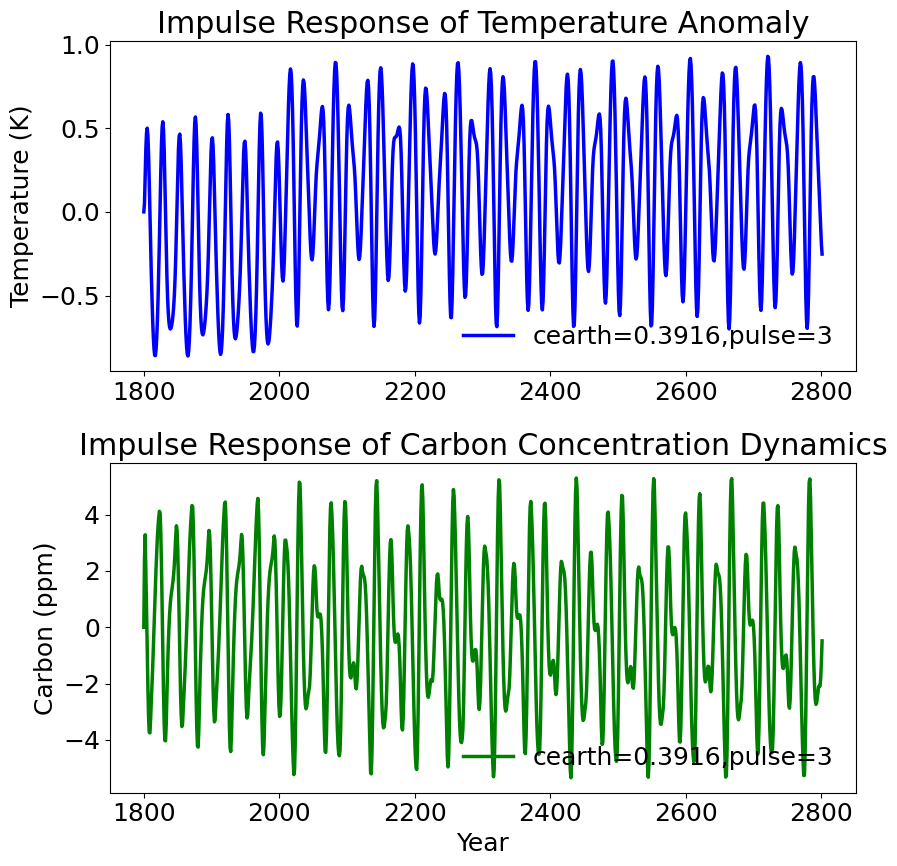 Impulse Response of Temperature Anomaly
Temperature (K)
1.0
0.5
0.0
−0.5
cearth=0.3916,pulse=3
1800 2000 2200 2400 2600 2800
Impulse Response of Carbon Concentration Dynamics
Carbon (ppm)
4
2
0
−2
−4
cearth=0.3916,pulse=3
1800 2000 2200 2400 2600 2800
Year